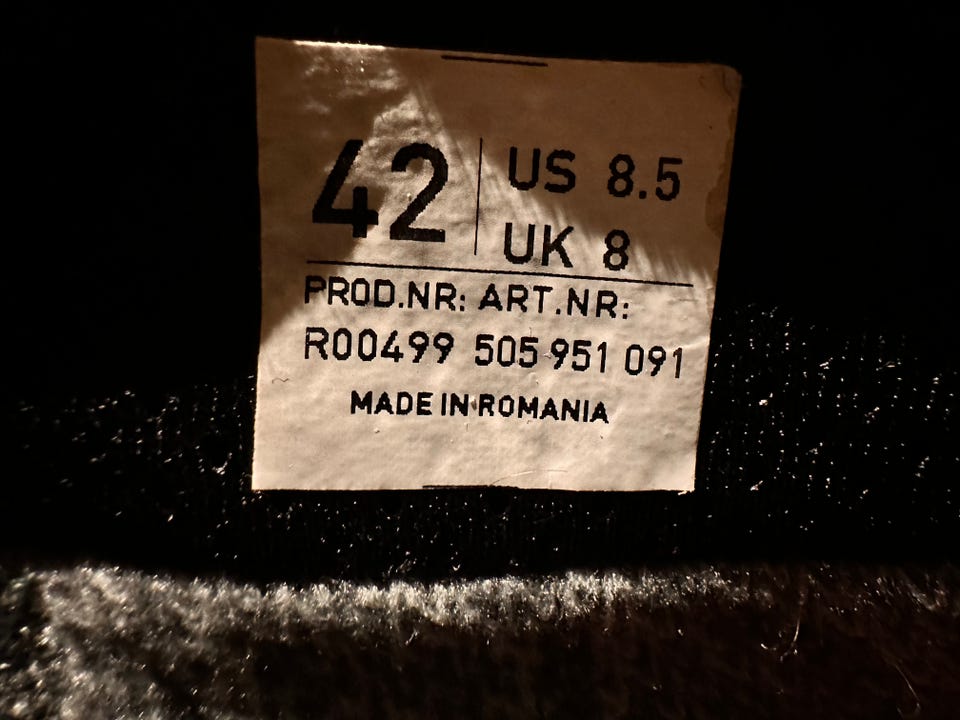 42
US 8.5
UK 8
PROD.NR: ART.NR:
R00499 505 951 091
MADE IN ROMANIA